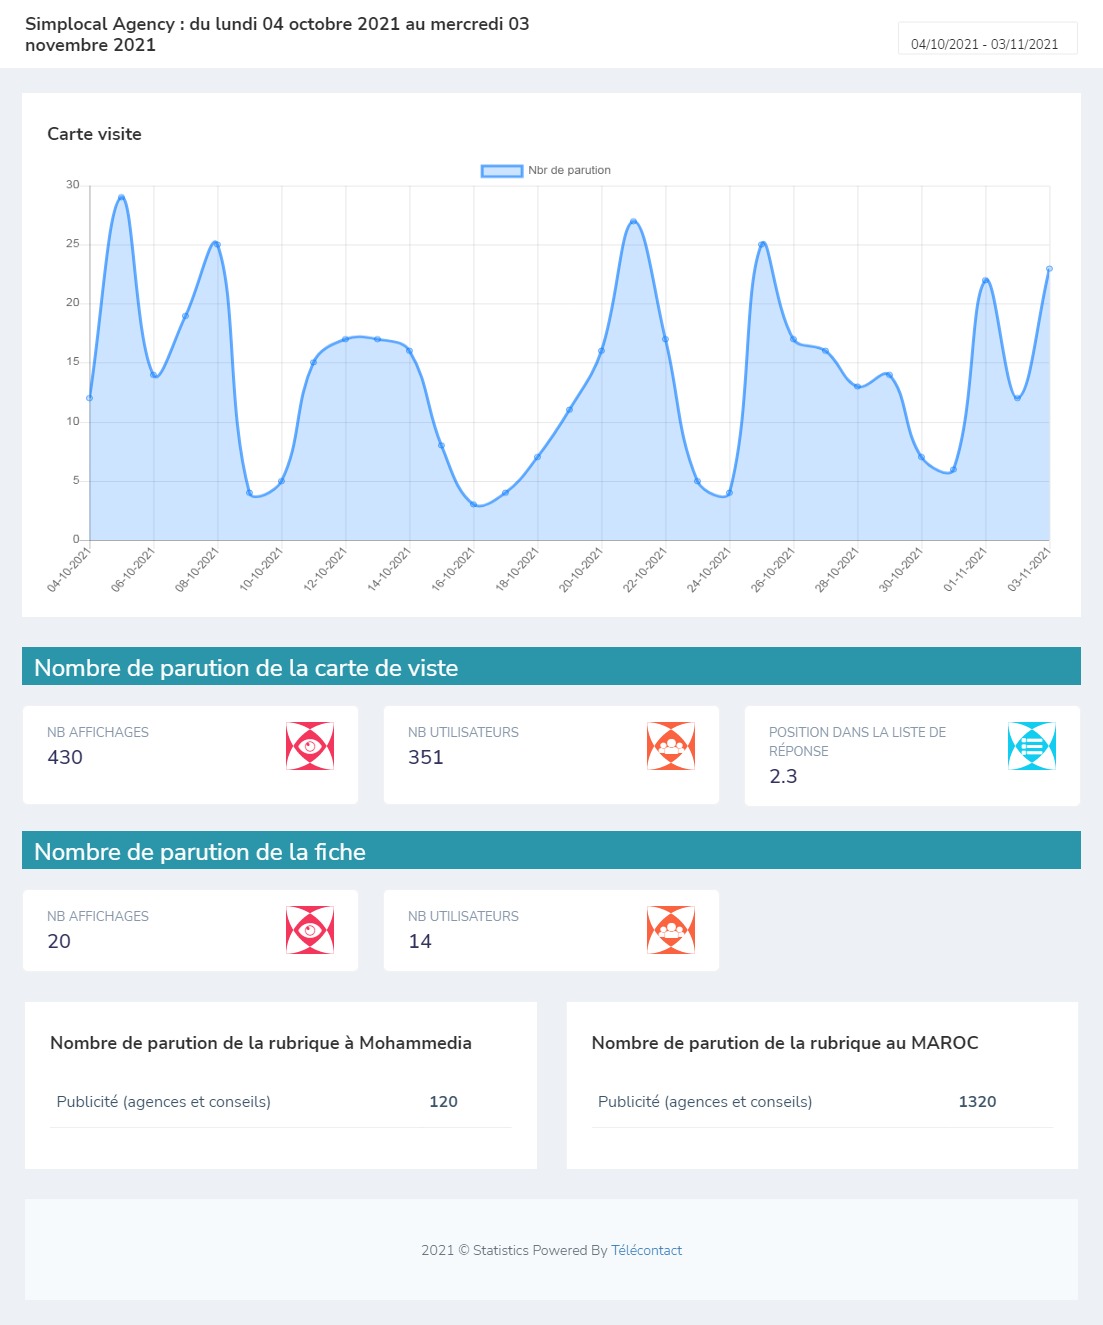 Simplocal Agency : du lundi 04 octobre 2021 au mercredi 03
novembre 2021
04/10/2021 - 03/11/2021
Carte visite
Nbr de parution
30
25
20
15
10
5
0
04-10-2021
06-10-2021
08-10-2021
10-10-2021
12-10-2021
14-10-2021
16-10-2021
18-10-2021
20-10-2021
22-10-2021
24-10-2021
26-10-2021
28-10-2021
30-10-2021
01-11-2021
03-11-2021
Nombre de parution de la carte de viste
NB AFFICHAGES
430
NB UTILISATEURS
351
POSITION DANS LA LISTE DE
RÉPONSE
2.3
Nombre de parution de la fiche
NB AFFICHAGES
20
NB UTILISATEURS
14
Nombre de parution de la rubrique à Mohammedia
Publicité (agences et conseils) 120
Nombre de parution de la rubrique au MAROC
Publicité (agences et conseils) 1320
2021 © Statistics Powered By Télécontact